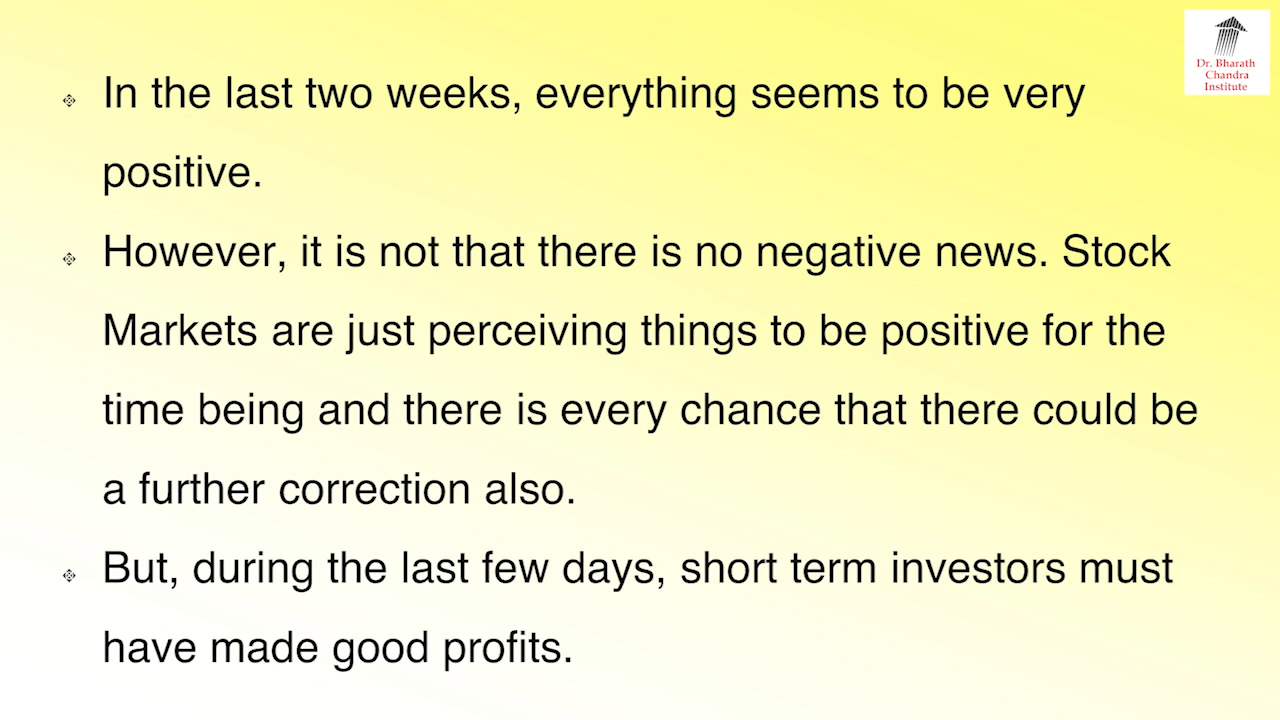 In the last two weeks, everything seems to be very
positive.
However, it is not that there is no negative news. Stock
Markets are just perceiving things to be positive for the
time being and there is every chance that there could be
a further correction also.
But, during the last few days, short term investors must
have made good profits.
Dr. Bharath
Chandra
Institute